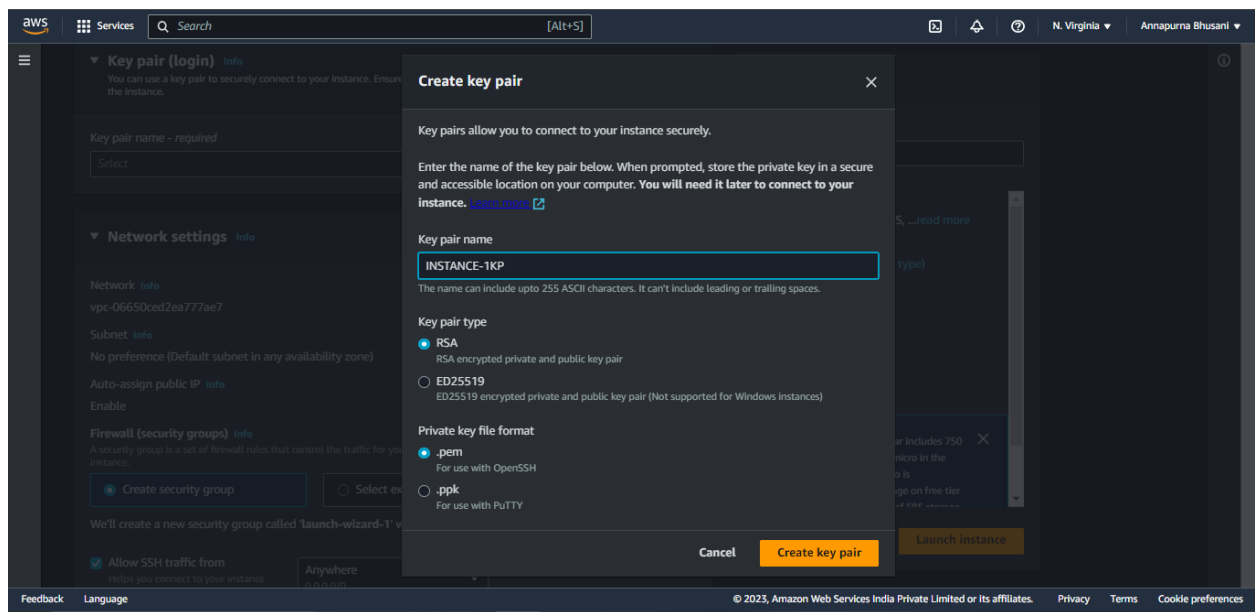 aws
Services
Search
[Alt+S]
N. Virginia
Annapurna Bhusani
Key pair (login) Info
You can use a key pair to securely connect to your instance. Ensure
the instance.
Key pair name - required
Select
Network settings Info
Network Info
vpc-06650ced2ea777ae7
Subnet Info
No preference (Default subnet in any availability zone)
Auto-assign public IP Info
Enable
Firewall (security groups) Info
A security group is a set of firewall rules that control the traffic for you
instance.
Create security group
Select ex
We'll create a new security group called 'launch-wizard-1' w
Allow SSH traffic from
Helps you connect to your instance
Anywhere
0.0.0.0/0
Create key pair
Key pairs allow you to connect to your instance securely.
Enter the name of the key pair below. When prompted, store the private key in a secure
and accessible location on your computer. You will need it later to connect to your
instance. Learn more
Key pair name
INSTANCE-1KP
The name can include upto 255 ASCII characters. It can't include leading or trailing spaces.
Key pair type
RSA
RSA encrypted private and public key pair
ED25519
ED25519 encrypted private and public key pair (Not supported for Windows instances)
Private key file format
.pem
For use with OpenSSH
.ppk
For use with PuTTY
Cancel
Create key pair
S, ...read more
type)
ar includes 750
micro in the
o is
ge on free tier
Launch instance
Feedback
Language
© 2023, Amazon Web Services India Private Limited or its affiliates.
Privacy
Terms
Cookie preferences